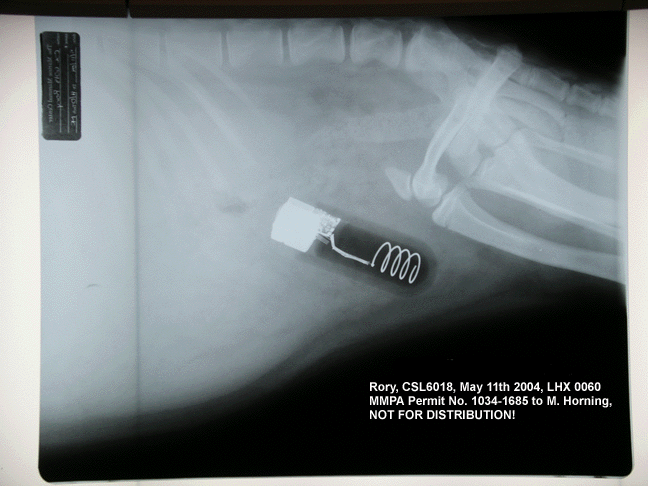 Rory, CSL6018, May 11th 2004, LHX 0060
MMPA Permit No. 1034-1685 to M. Horning,
NOT FOR DISTRIBUTION!